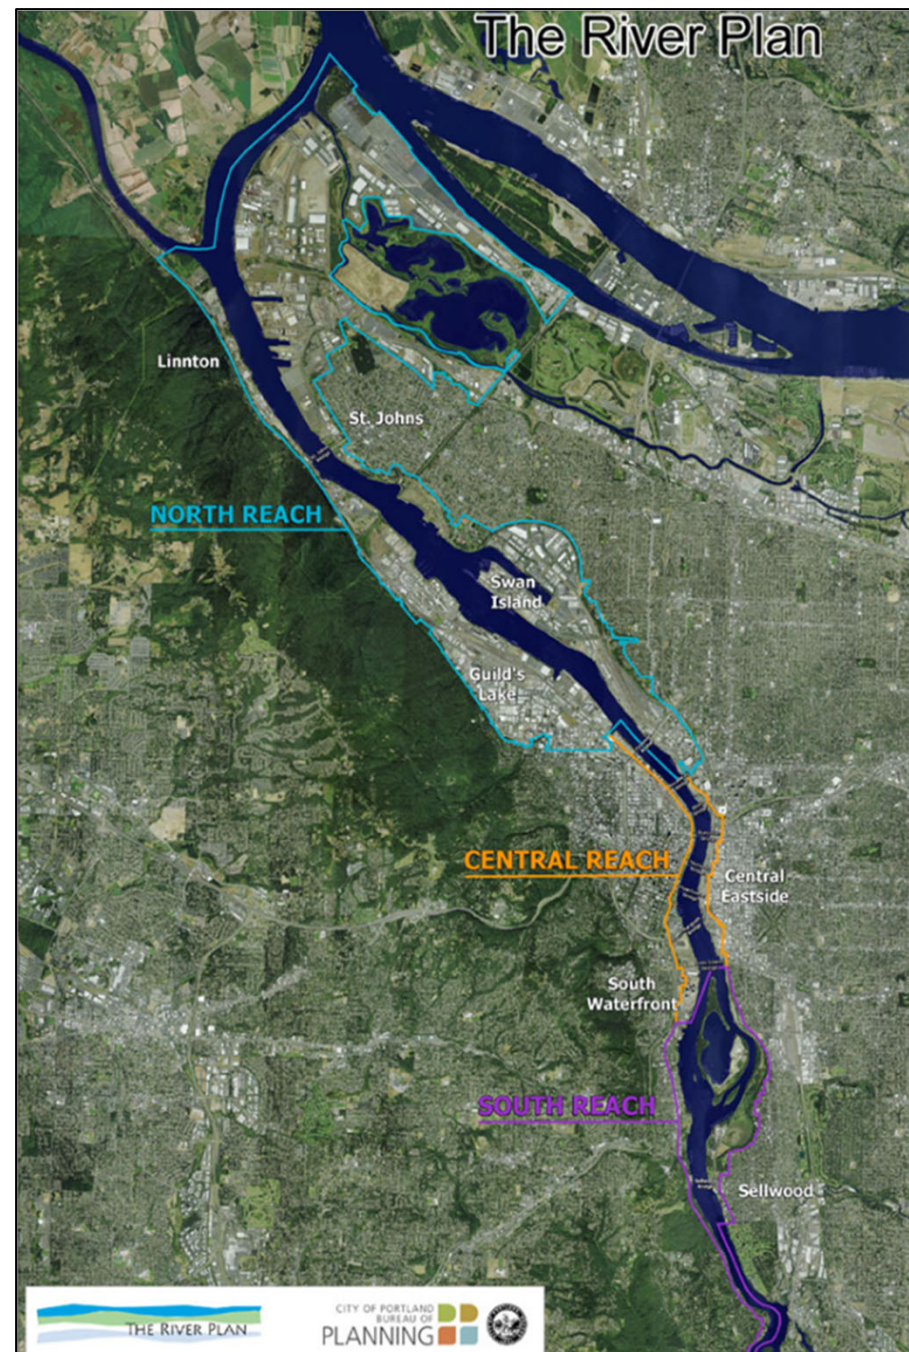 The River Plan
Linnton
St. Johns
NORTH REACH
Swan
Island
Guild's
Lake
CENTRAL REACH
Central
Eastside
South
Waterfront
SOUTH REACH
Sellwood
THE RIVER PLAN
CITY OF PORTLAND
BUREAU OF
PLANNING